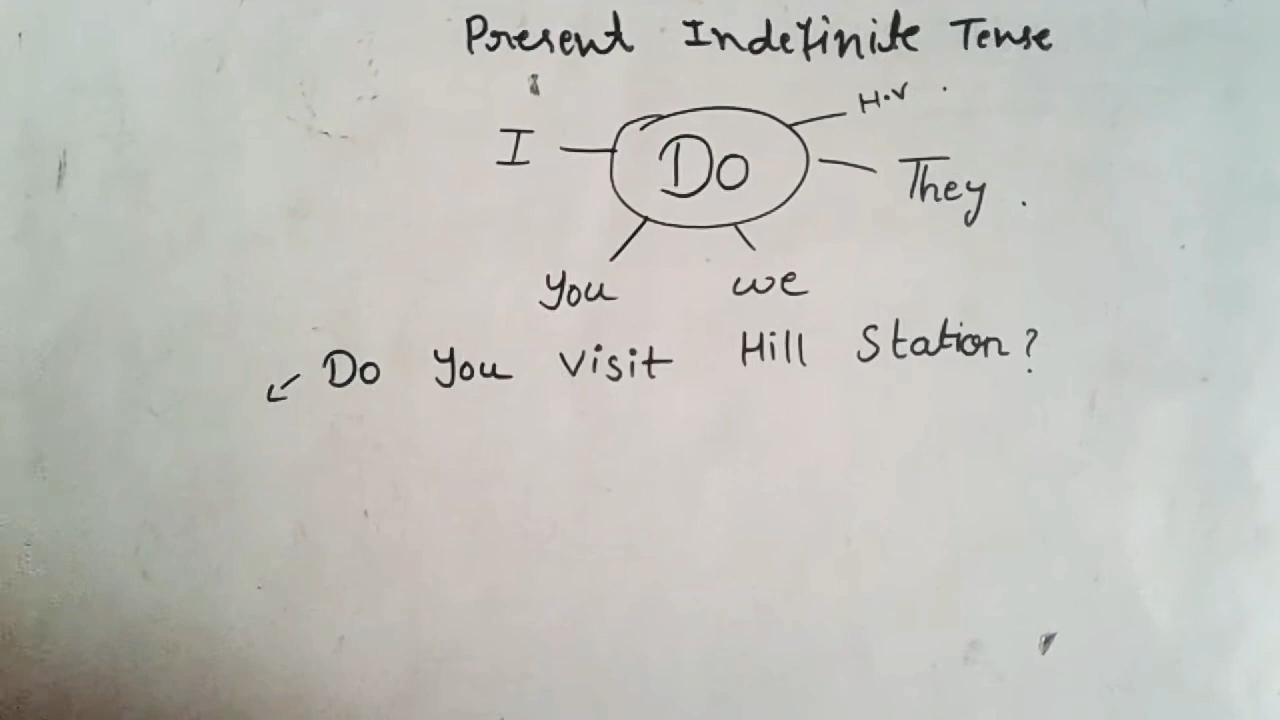 Present Indefinite Tense
H.V.
I Do They.
You we
Do You Visit Hill Station?